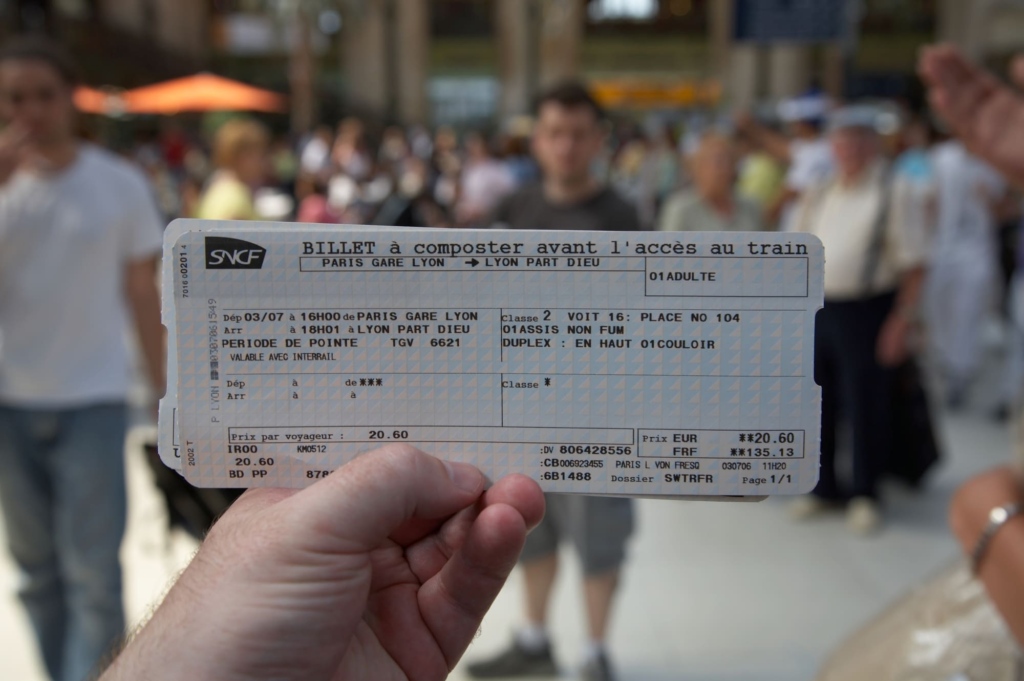 SNCF
BILLET à composter avant l'accès au train
PARIS GARE LYON → LYON PART DIEU
01ADULTE
Dép 03/07 à 16H00 de PARIS GARE LYON
Arr à 18H01 à LYON PART DIEU
PERIODE DE POINTE TGV 6621
VALABLE AVEC INTERRAIL
Classe 2 VOIT 16: PLACE NO 104
01ASSIS NON FUM
DUPLEX : EN HAUT 01COULOIR
Dép à de ***
Arr à à
Classe *
Prix par voyageur : 20.60
Prix EUR **20.60
FRF **135.13
IR00 KM0512
20.60
BD PP 878
:DV 806428556
:CB006923455 PARIS L VON FRESQ 030706 11H20
:6B1488 Dossier SWTRFR Page 1/1
2002 T